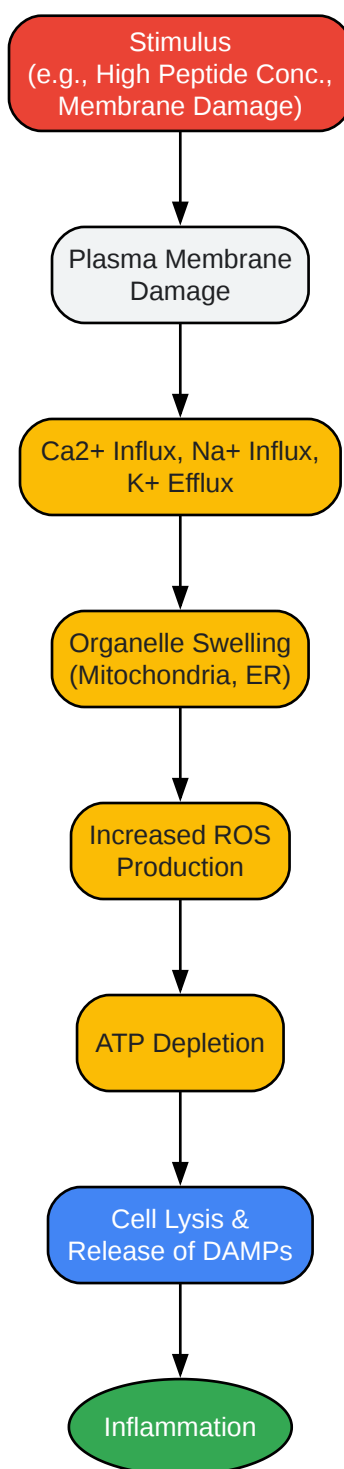 Stimulus
(e.g., High Peptide Conc.,
Membrane Damage)
Plasma Membrane
Damage
Ca2+ Influx, Na+ Influx,
K+ Efflux
Organelle Swelling
(Mitochondria, ER)
Increased ROS
Production
ATP Depletion
Cell Lysis &
Release of DAMPs
Inflammation